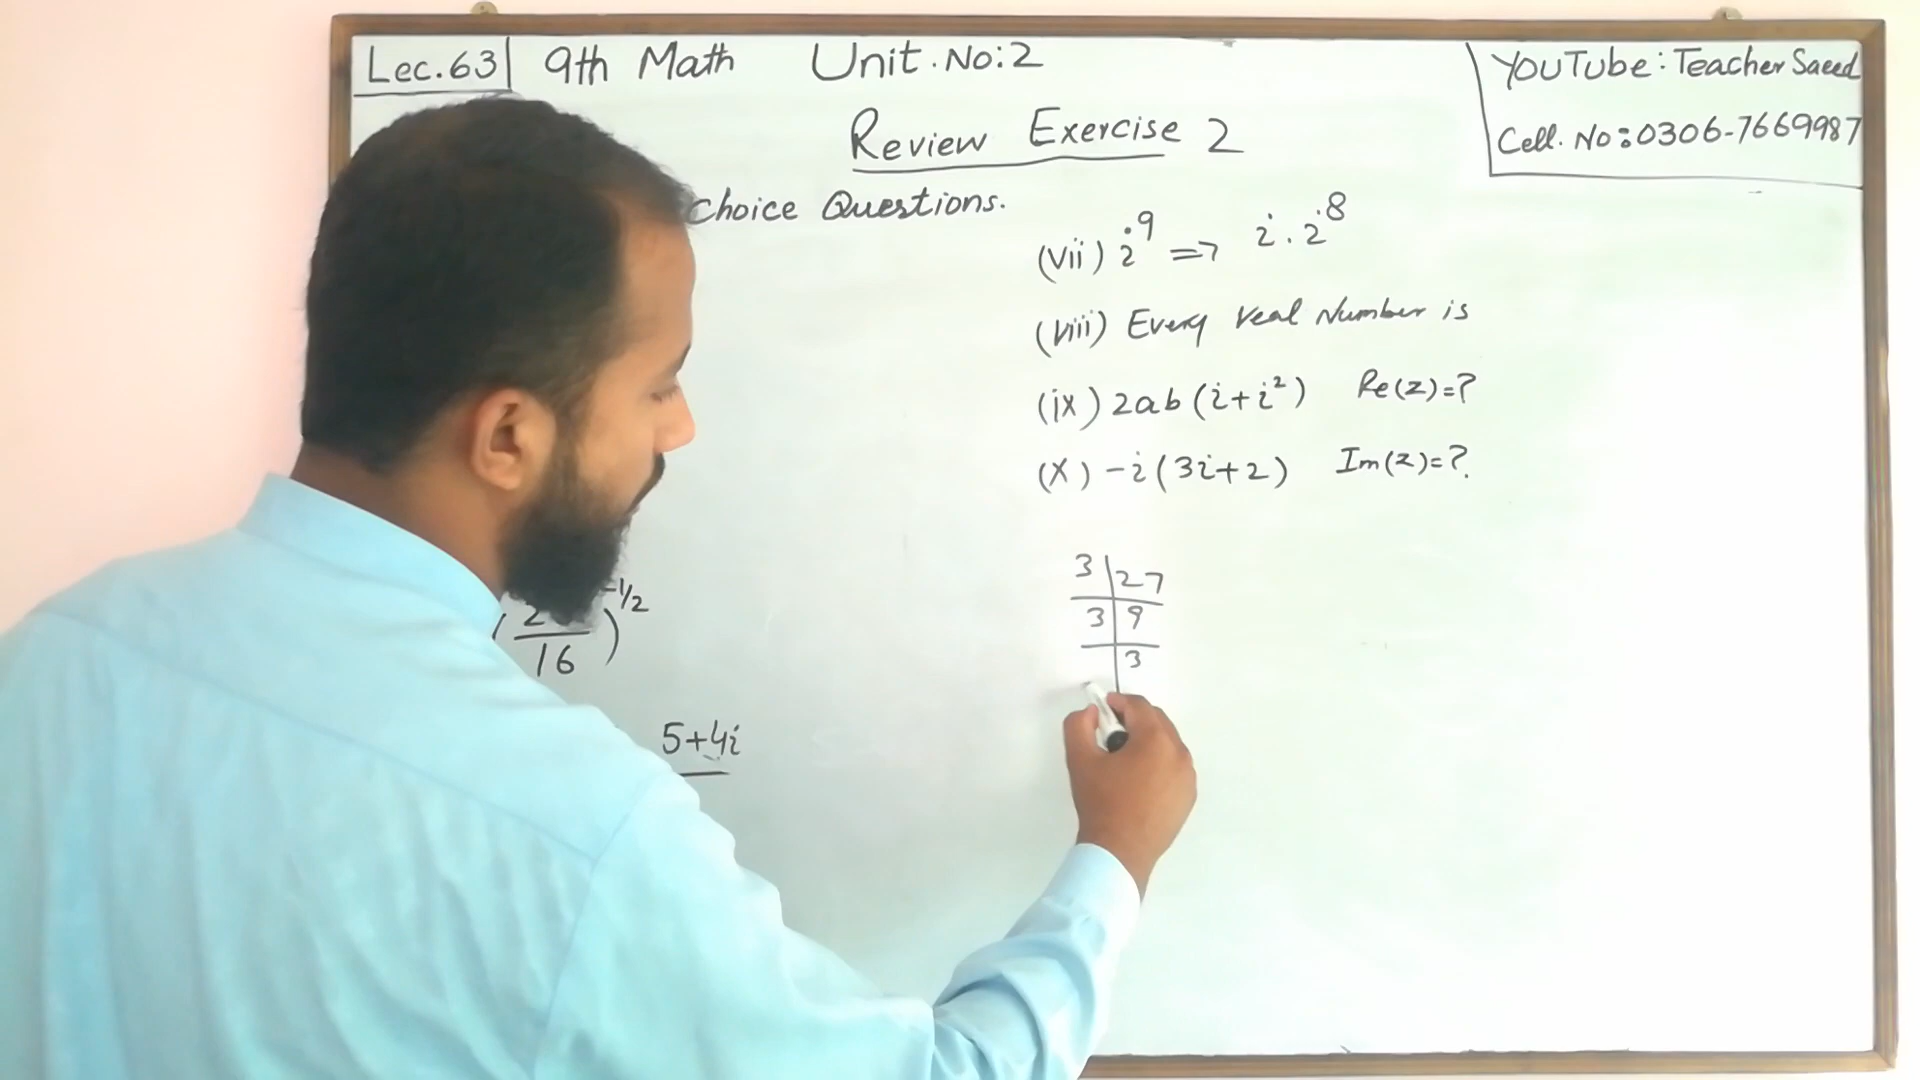 Lec.63 9th Math Unit.No:2
YouTube: Teacher Saeed
Cell. No: 0306-7669987
Review Exercise 2
choice Questions.
(vii) i⁹ => i . i⁸
(viii) Every real Number is
(ix) 2ab(i+i²) Re(z)=?
(x) -i(3i+2) Im(z)=?
3 | 27
3 | 9
3
16 )^-1/2
5+4i